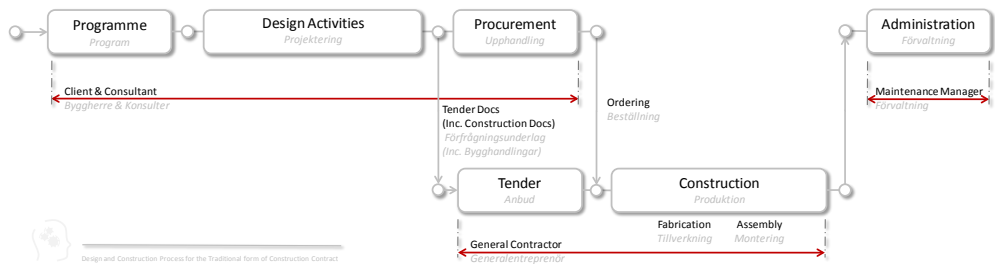 Programme
Program
Design Activities
Projektering
Procurement
Upphandling
Administration
Förvaltning
Client & Consultant
Byggherre & Konsulter
Maintenance Manager
Förvaltning
Tender Docs
(Inc. Construction Docs)
Förfrågningsunderlag
(Inc. Bygghandlingar)
Ordering
Beställning
Tender
Anbud
Construction
Produktion
Fabrication
Tillverkning
Assembly
Montering
General Contractor
Generalentreprenör
Design and Construction Process for the Traditional form of Construction Contract